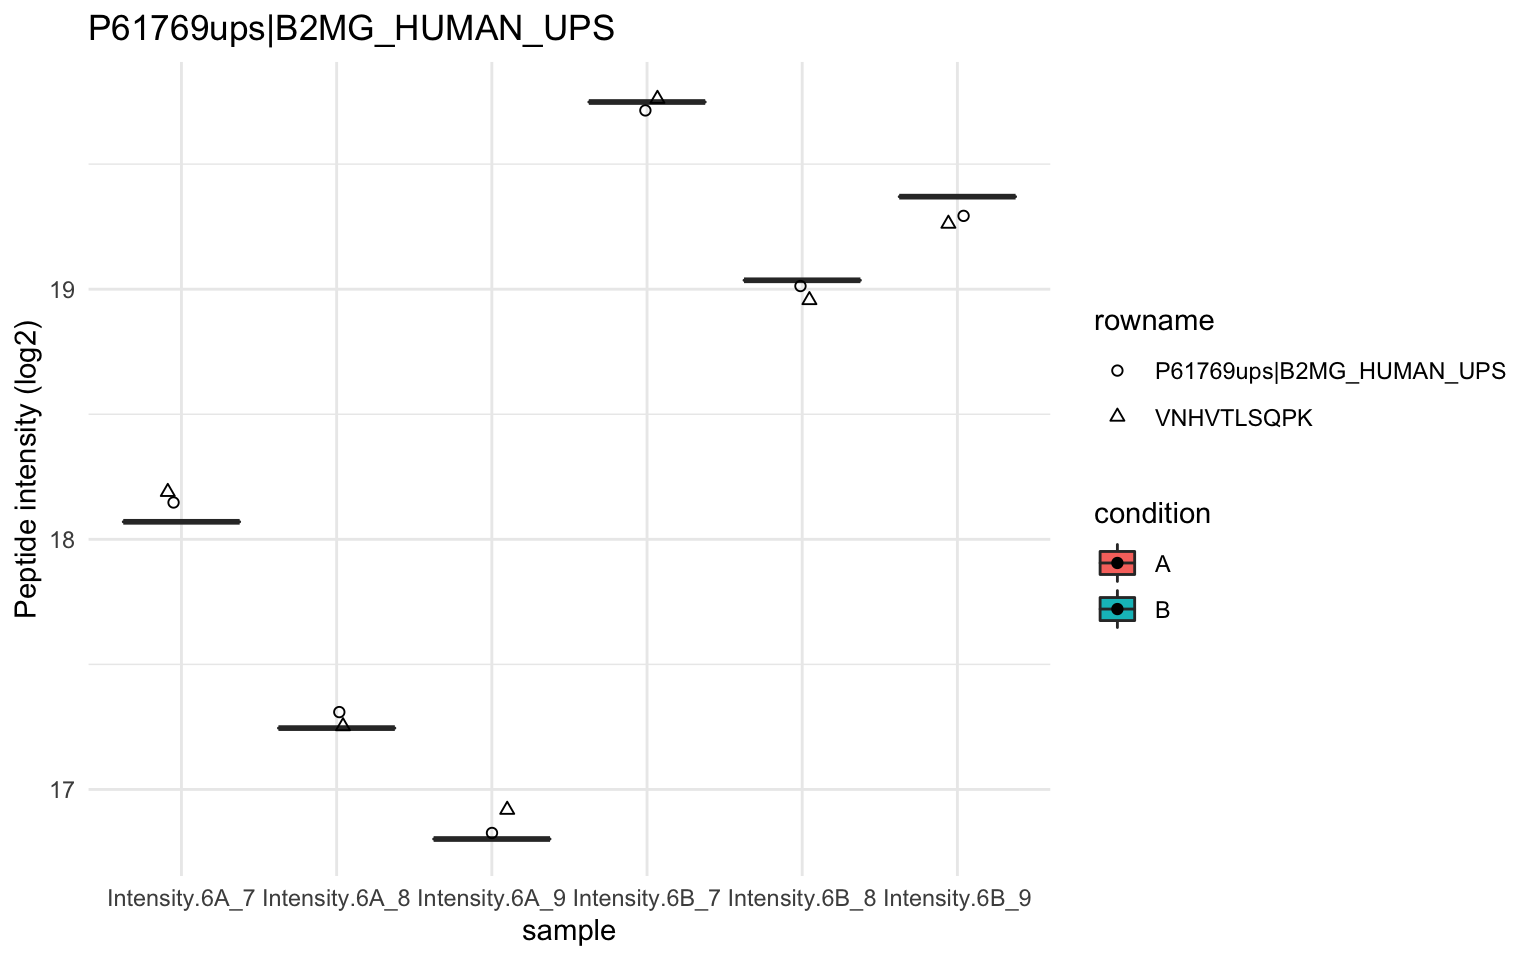 P61769ups|B2MG_HUMAN_UPS
Peptide intensity (log2)
19
18
17
Intensity.6A_7 Intensity.6A_8 Intensity.6A_9 Intensity.6B_7 Intensity.6B_8 Intensity.6B_9
sample
rowname
P61769ups|B2MG_HUMAN_UPS
VNHVTLSQPK
condition
A
B